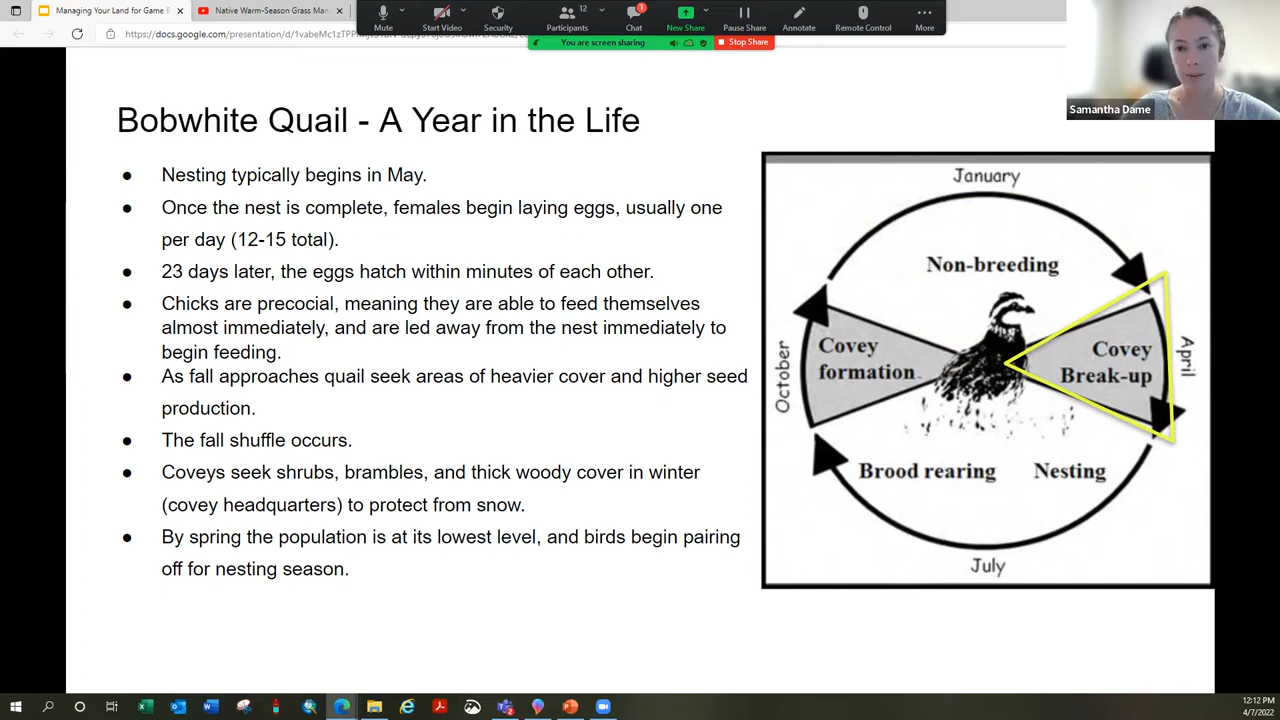 Managing Your Land for Game B
Native Warm-Season Grass Man
https://docs.google.com/presentation/d/1vabeMc1zTPP
Mute
Start Video
Security
12
Participants
1
Chat
New Share
Pause Share
Annotate
Remote Control
More
You are screen sharing
Stop Share
Samantha Dame
Bobwhite Quail - A Year in the Life
● Nesting typically begins in May.
● Once the nest is complete, females begin laying eggs, usually one
per day (12-15 total).
● 23 days later, the eggs hatch within minutes of each other.
● Chicks are precocial, meaning they are able to feed themselves
almost immediately, and are led away from the nest immediately to
begin feeding.
● As fall approaches quail seek areas of heavier cover and higher seed
production.
● The fall shuffle occurs.
● Coveys seek shrubs, brambles, and thick woody cover in winter
(covey headquarters) to protect from snow.
● By spring the population is at its lowest level, and birds begin pairing
off for nesting season.
January
Non-breeding
October
Covey
formation
Covey
Break-up
April
Brood rearing
Nesting
July
12:12 PM
4/7/2022